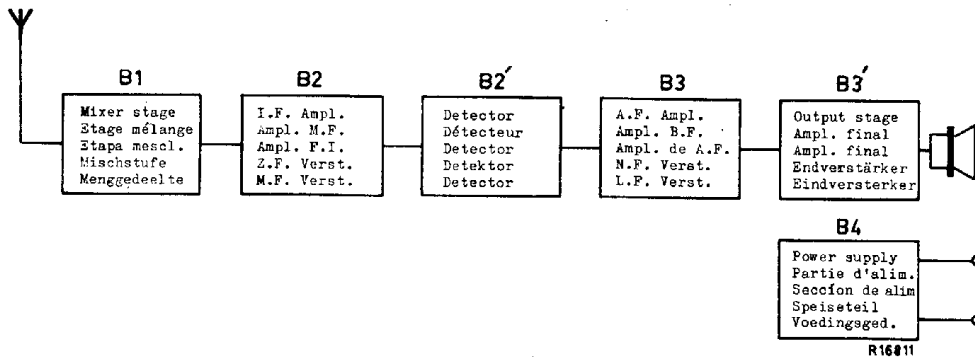 B1
Mixer stage
Etage mélange
Etapa mescl.
Mischstufe
Menggedeelte
B2
I.F. Ampl.
Ampl. M.F.
Ampl. F.I.
Z.F. Verst.
M.F. Verst.
B2′
Detector
Détecteur
Detector
Detektor
Detector
B3
A.F. Ampl.
Ampl. B.F.
Ampl. de A.F.
N.F. Verst.
L.F. Verst.
B3′
Output stage
Ampl. final
Ampl. final
Endverstärker
Eindversterker
B4
Power supply
Partie d'alim.
Sección de alim
Speiseteil
Voedingsged.
R16811